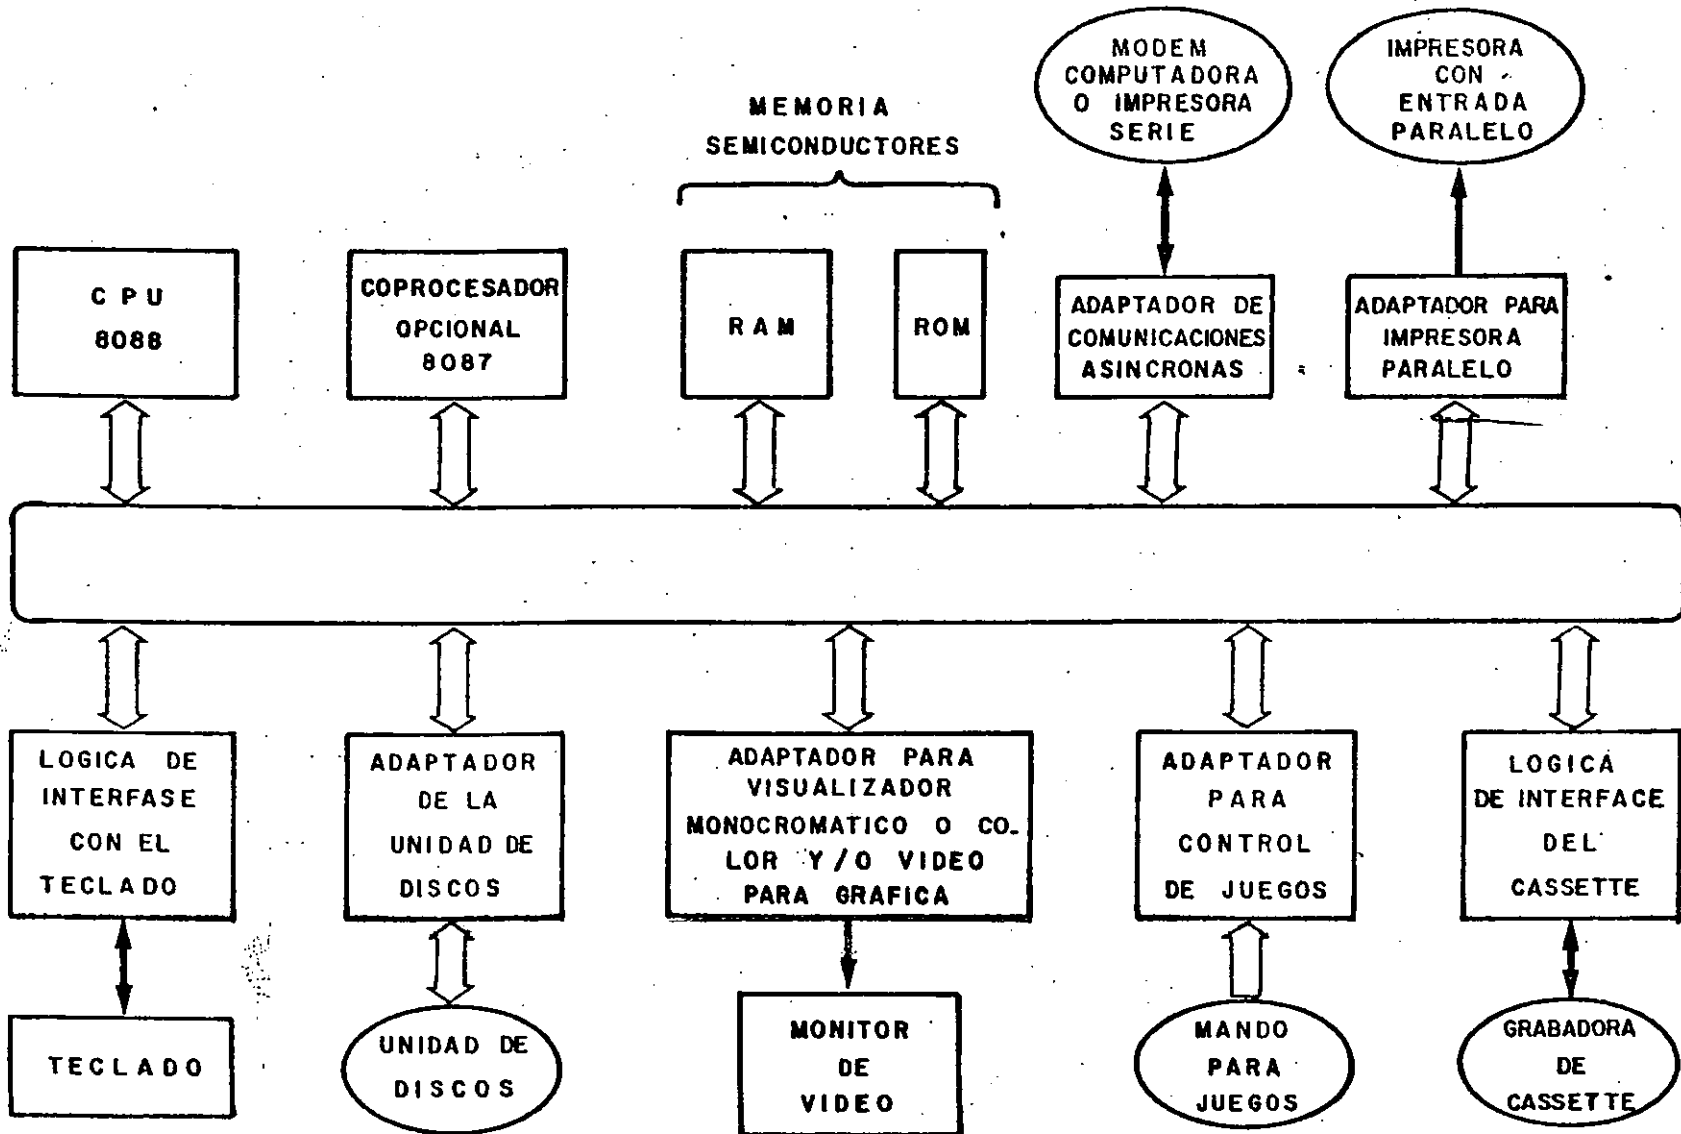 MEMORIA
SEMICONDUCTORES
MODEM
COMPUTADORA
O IMPRESORA
SERIE
IMPRESORA
CON
ENTRADA
PARALELO
CPU
8088
COPROCESADOR
OPCIONAL
8087
RAM
ROM
ADAPTADOR DE
COMUNICACIONES
ASINCRONAS
ADAPTADOR PARA
IMPRESORA
PARALELO
LOGICA DE
INTERFASE
CON EL
TECLADO
ADAPTADOR
DE LA
UNIDAD DE
DISCOS
ADAPTADOR PARA
VISUALIZADOR
MONOCROMATICO O CO-
LOR Y/O VIDEO
PARA GRAFICA
ADAPTADOR
PARA
CONTROL
DE JUEGOS
LOGICA
DE INTERFACE
DEL
CASSETTE
TECLADO
UNIDAD DE
DISCOS
MONITOR
DE
VIDEO
MANDO
PARA
JUEGOS
GRABADORA
DE
CASSETTE